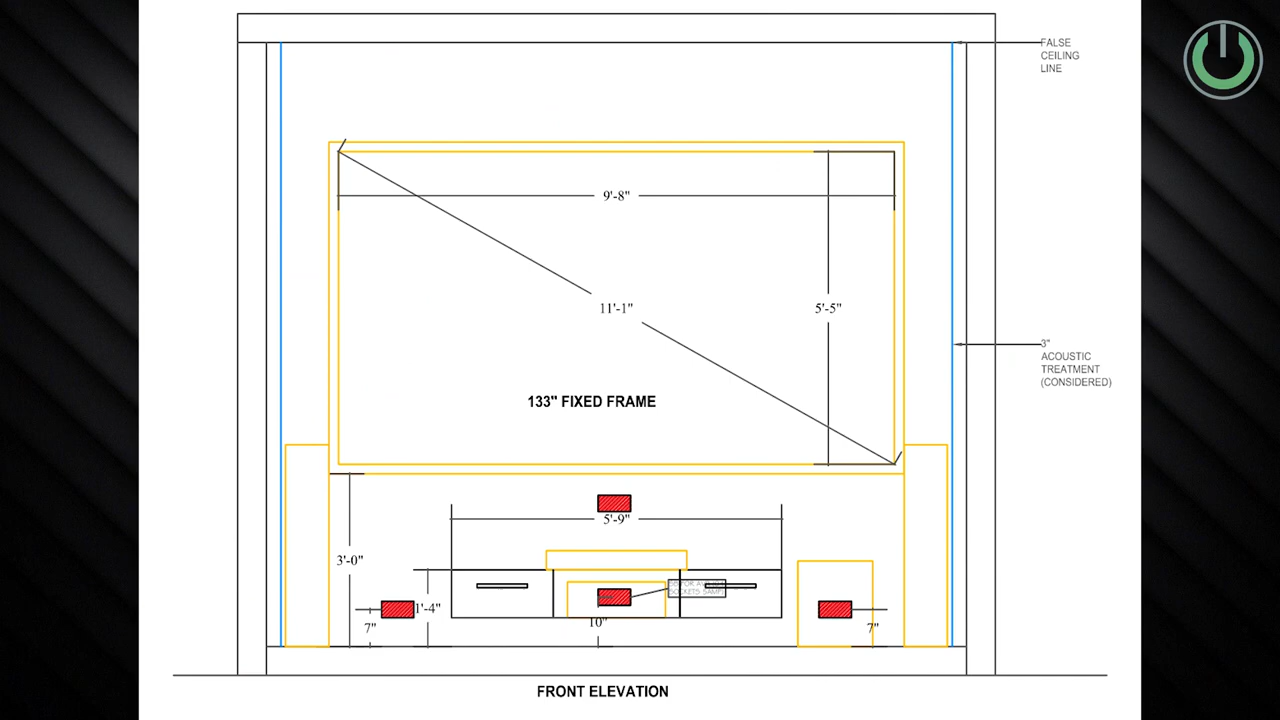 FALSE
CEILING
LINE
9'-8"
11'-1"
5'-5"
3"
ACOUSTIC
TREATMENT
(CONSIDERED)
133" FIXED FRAME
5'-9"
3'-0"
1'-4"
7"
10"
7"
FRONT ELEVATION